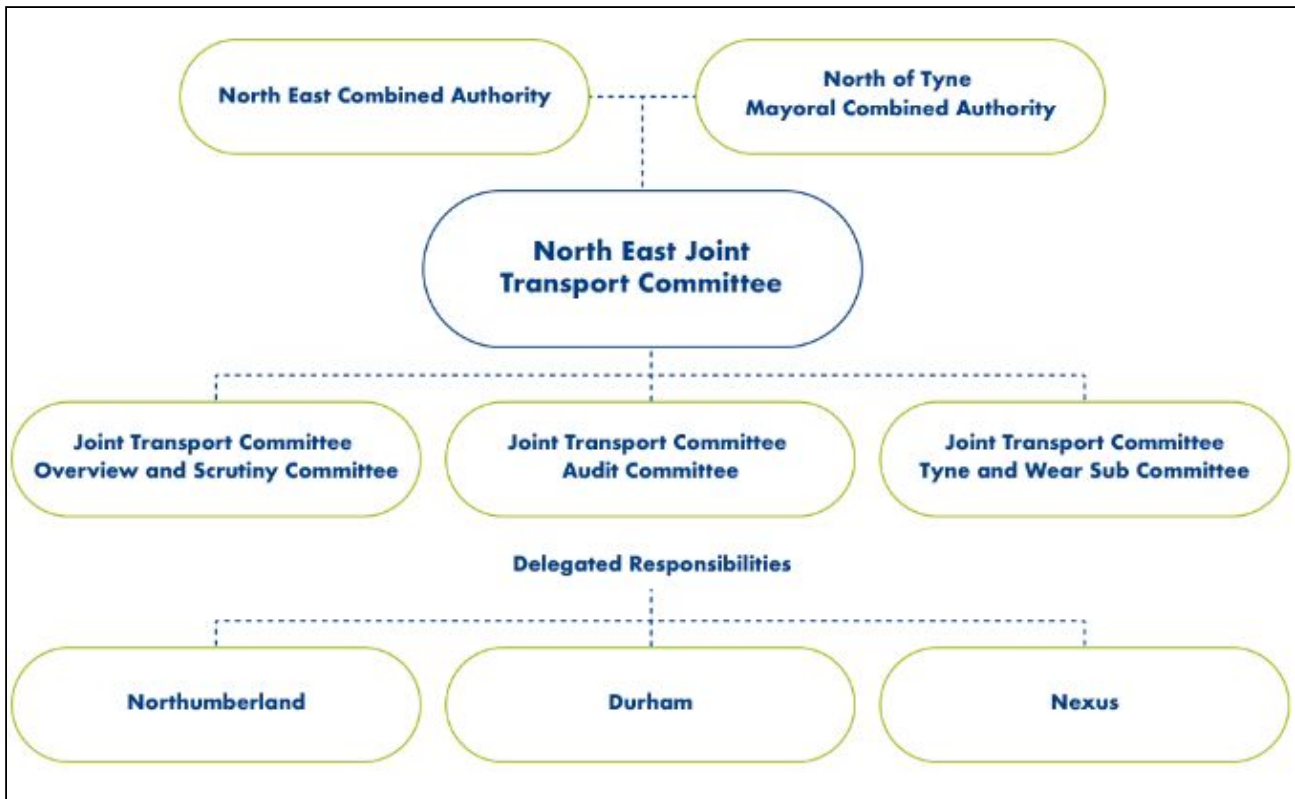 North East Combined Authority
North of Tyne
Mayoral Combined Authority
North East Joint
Transport Committee
Joint Transport Committee
Overview and Scrutiny Committee
Joint Transport Committee
Audit Committee
Joint Transport Committee
Tyne and Wear Sub Committee
Delegated Responsibilities
Northumberland
Durham
Nexus